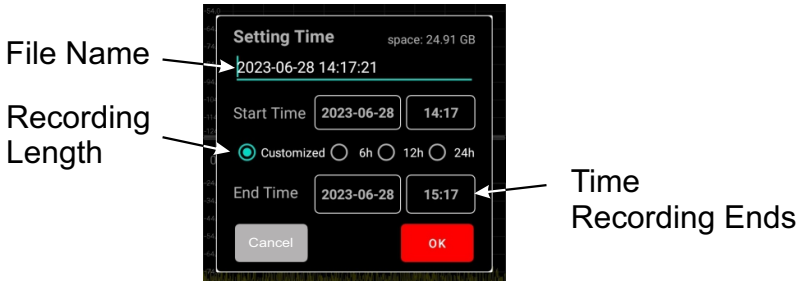 Setting Time
space: 24.91 GB
File Name
2023-06-28 14:17:21
Start Time 2023-06-28 14:17
Recording
Length
Customized 6h 12h 24h
End Time 2023-06-28 15:17
Time
Recording Ends
Cancel
OK